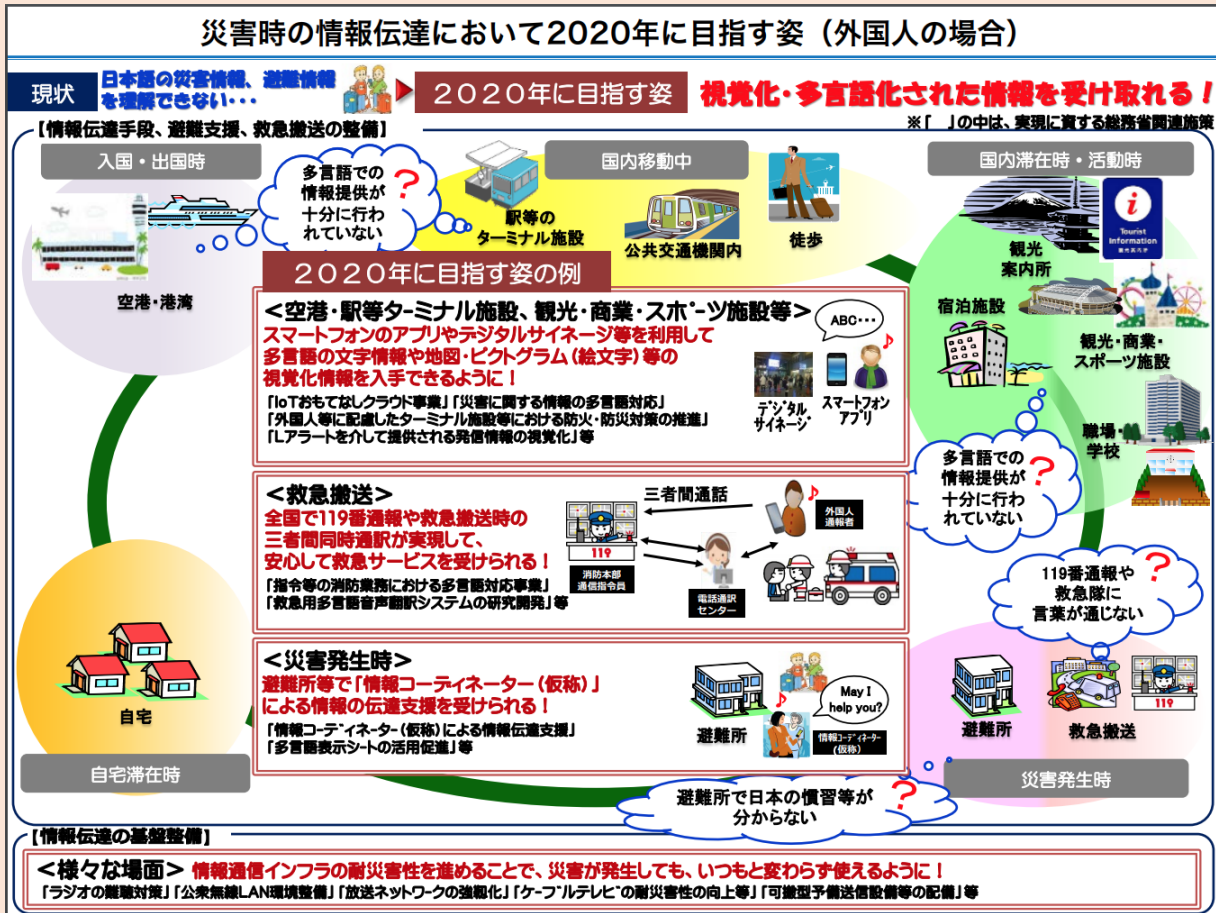 災害時の情報伝達において2020年に目指す姿（外国人の場合）
現状
日本語の災害情報、避難情報
を理解できない・・・
２０２０年に目指す姿
視覚化・多言語化された情報を受け取れる！
※「　」の中は、実現に資する総務省関連施策
【情報伝達手段、避難支援、救急搬送の整備】
入国・出国時
多言語での
情報提供が
十分に行わ
れていない
？
空港・港湾
国内移動中
駅等の
ターミナル施設
公共交通機関内
徒歩
国内滞在時・活動時
i
Tourist
Information
観光案内所
観光
案内所
宿泊施設
観光・商業・
スポーツ施設
職場・
学校
多言語での
情報提供が
十分に行わ
れていない
？
２０２０年に目指す姿の例
＜空港・駅等ターミナル施設、観光・商業・スポーツ施設等＞
スマートフォンのアプリやデジタルサイネージ等を利用して
多言語の文字情報や地図・ピクトグラム（絵文字）等の
視覚化情報を入手できるように！
「IoTおもてなしクラウド事業」「災害に関する情報の多言語対応」
「外国人等に配慮したターミナル施設等における防火・防災対策の推進」
「Lアラートを介して提供される発信情報の視覚化」等
ABC・・・
デジタル
サイネージ
スマートフォン
アプリ
＜救急搬送＞
全国で119番通報や救急搬送時の
三者間同時通訳が実現して、
安心して救急サービスを受けられる！
「指令等の消防業務における多言語対応事業」
「救急用多言語音声翻訳システムの研究開発」等
三者間通話
119
消防本部
通信指令員
外国人
通報者
電話通訳
センター
119番通報や
救急隊に
言葉が通じない
？
＜災害発生時＞
避難所等で「情報コーディネーター（仮称）」
による情報の伝達支援を受けられる！
「情報コーディネーター（仮称）による情報伝達支援」
「多言語表示シートの活用促進」等
避難所
May I
help you?
情報コーディネーター
（仮称）
自宅
自宅滞在時
避難所
119
救急搬送
災害発生時
避難所で日本の慣習等が
分からない
？
【情報伝達の基盤整備】
＜様々な場面＞ 情報通信インフラの耐災害性を進めることで、災害が発生しても、いつもと変わらず使えるように！
「ラジオの難聴対策」「公衆無線LAN環境整備」「放送ネットワークの強靱化」「ケーブルテレビの耐災害性の向上等」「可搬型予備送信設備等の配備」等